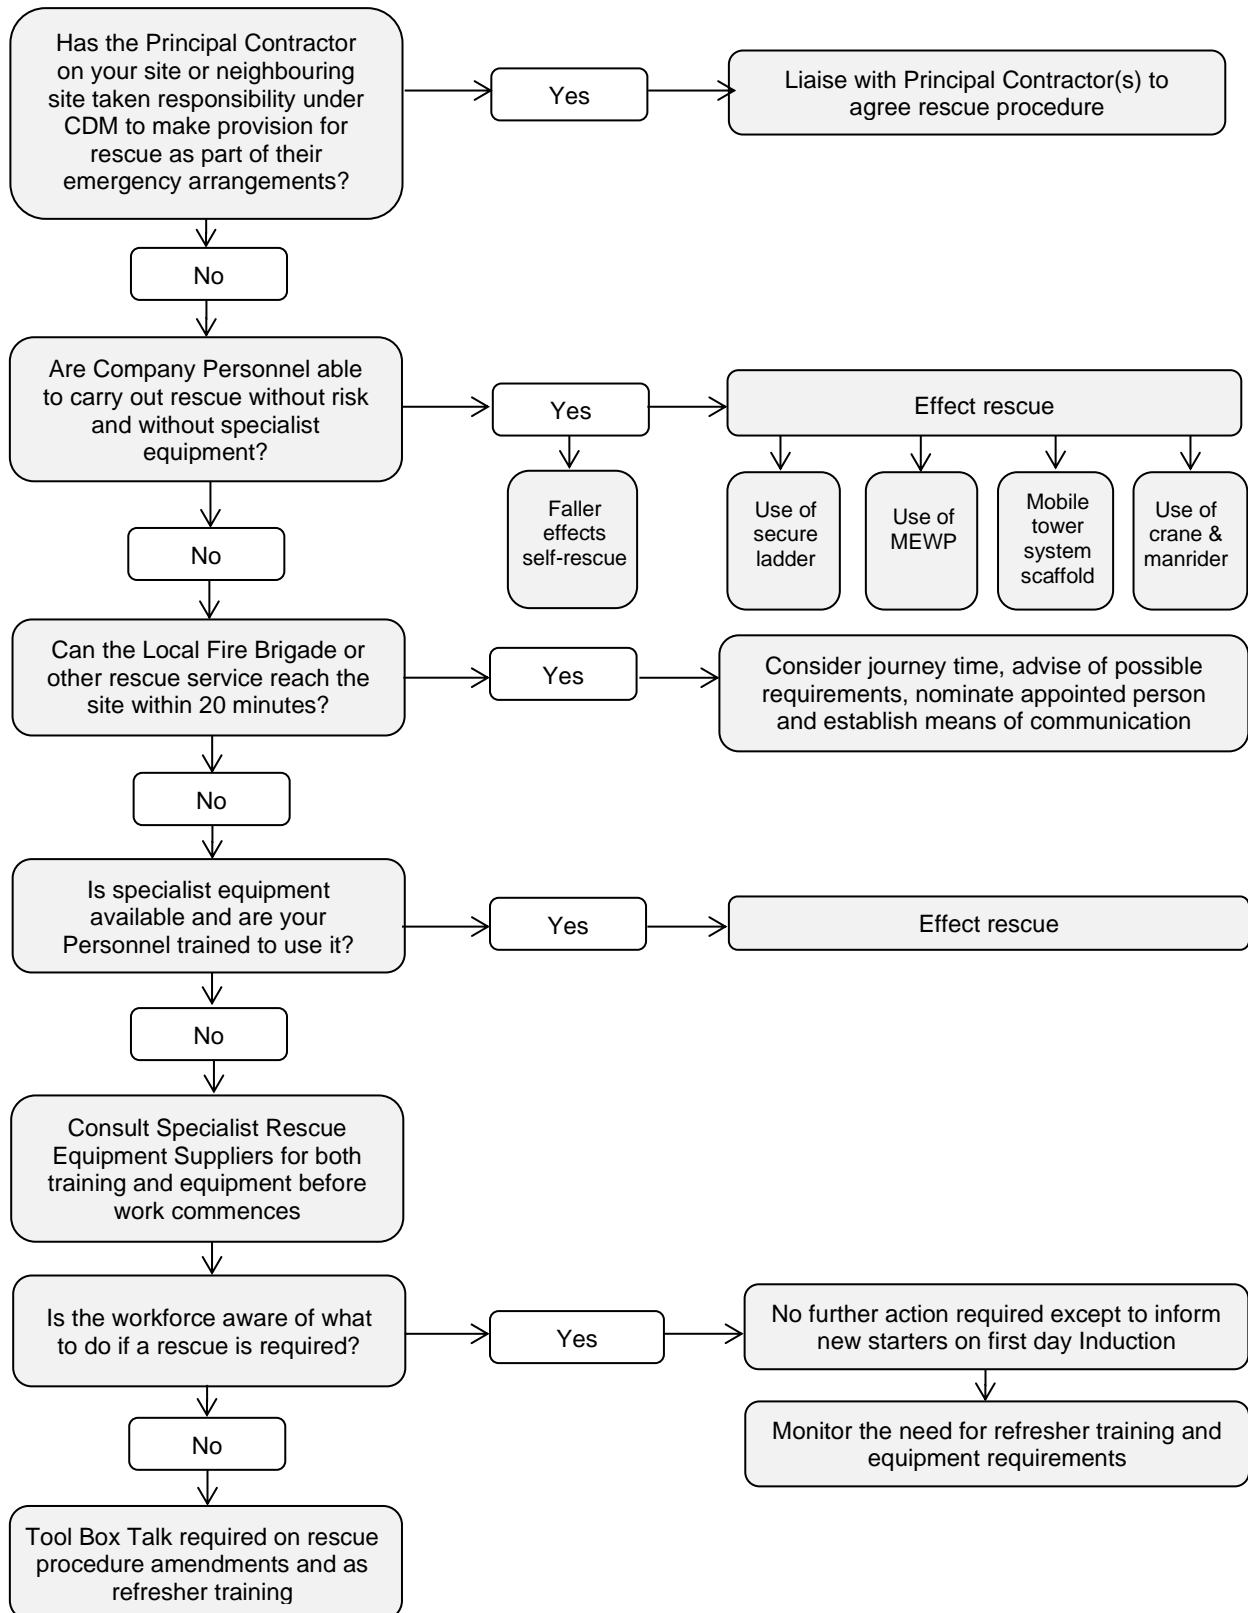 Has the Principal Contractor
on your site or neighbouring
site taken responsibility under
CDM to make provision for
rescue as part of their
emergency arrangements?
Yes
Liaise with Principal Contractor(s) to
agree rescue procedure
No
Are Company Personnel able
to carry out rescue without risk
and without specialist
equipment?
Yes
Effect rescue
Faller
effects
self-rescue
Use of
secure
ladder
Use of
MEWP
Mobile
tower
system
scaffold
Use of
crane &
manrider
No
Can the Local Fire Brigade or
other rescue service reach the
site within 20 minutes?
Yes
Consider journey time, advise of possible
requirements, nominate appointed person
and establish means of communication
No
Is specialist equipment
available and are your
Personnel trained to use it?
Yes
Effect rescue
No
Consult Specialist Rescue
Equipment Suppliers for both
training and equipment before
work commences
Is the workforce aware of what
to do if a rescue is required?
Yes
No further action required except to inform
new starters on first day Induction
Monitor the need for refresher training and
equipment requirements
No
Tool Box Talk required on rescue
procedure amendments and as
refresher training